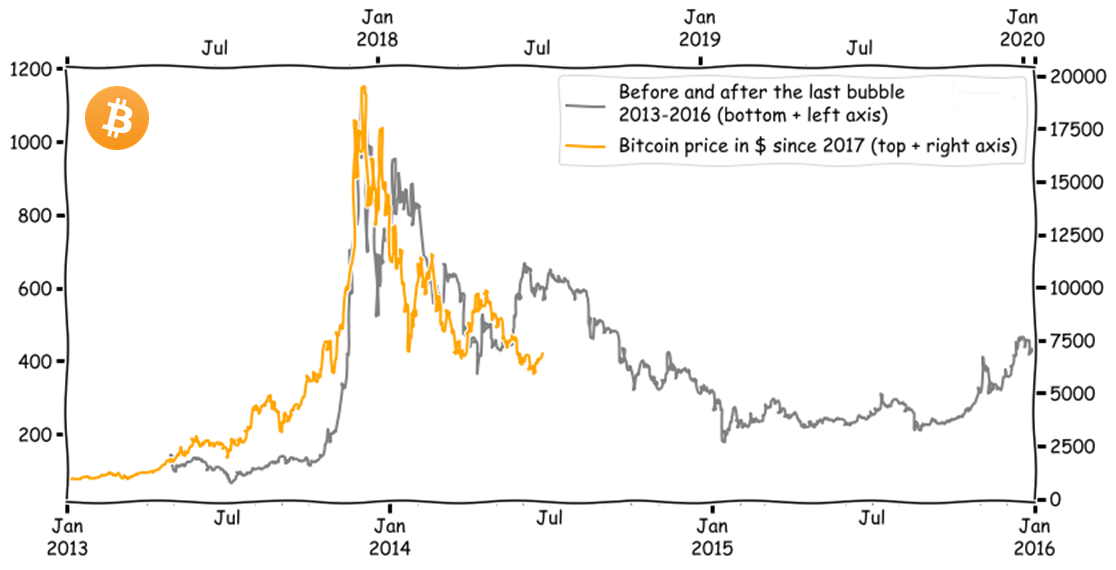 Jan
2018
Jan
2019
Jan
2020
Jul
Jul
Jul
1200
1000
800
600
400
200
Before and after the last bubble
2013-2016 (bottom + left axis)
Bitcoin price in $ since 2017 (top + right axis)
20000
17500
15000
12500
10000
7500
5000
2500
0
Jan
2013
Jul
Jan
2014
Jul
Jan
2015
Jul
Jan
2016